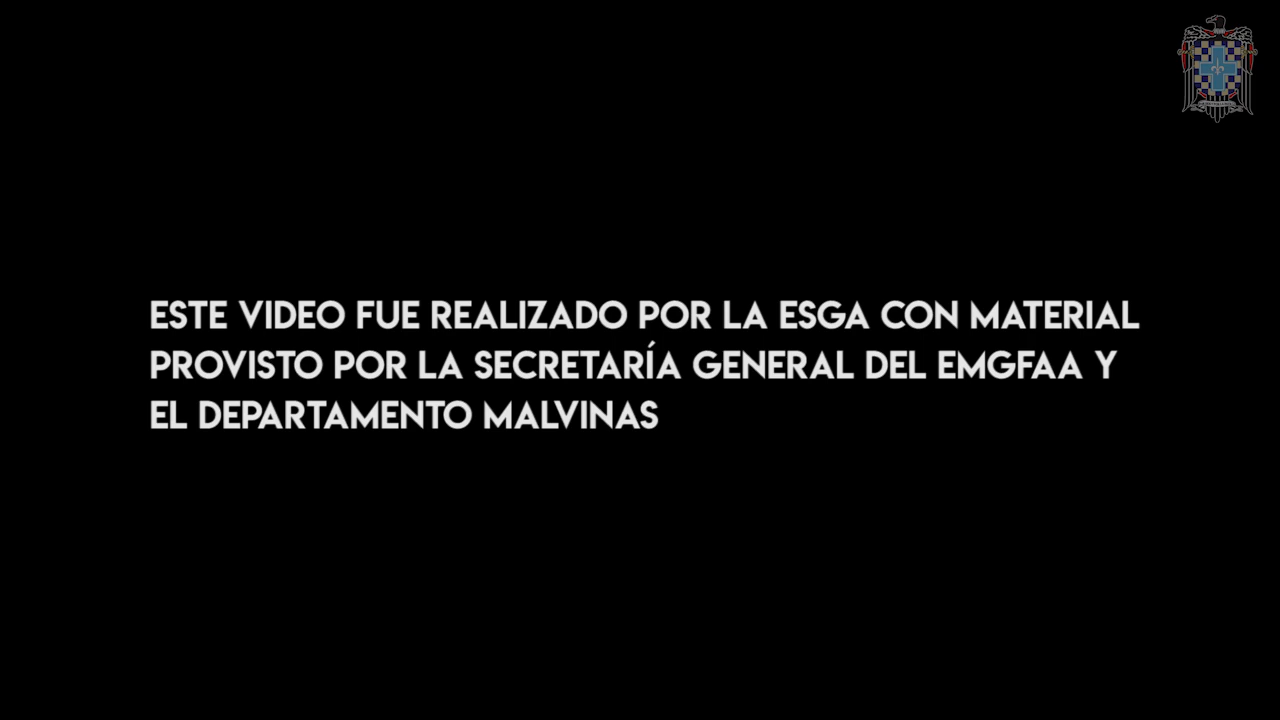 ESTE VIDEO FUE REALIZADO POR LA ESGA CON MATERIAL
PROVISTO POR LA SECRETARÍA GENERAL DEL EMGFAA Y
EL DEPARTAMENTO MALVINAS